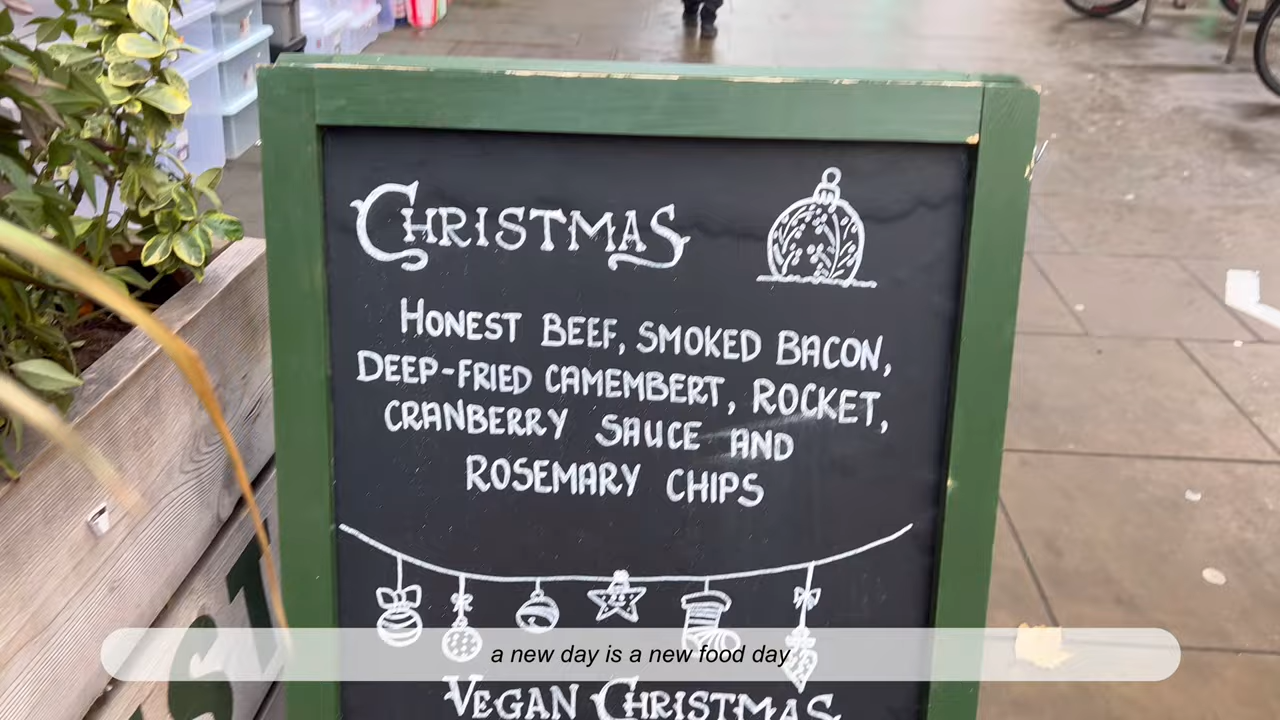 CHRISTMAS
HONEST BEEF, SMOKED BACON,
DEEP-FRIED CAMEMBERT, ROCKET,
CRANBERRY SAUCE AND
ROSEMARY CHIPS
a new day is a new food day
VEGAN CHRISTMAS